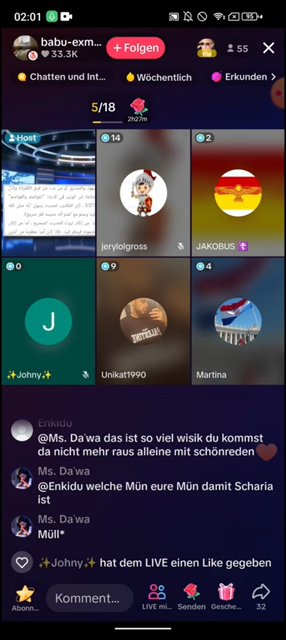 02:01
95
babu-exm...
33.3K
+ Folgen
55
Chatten und Int...
Wöchentlich
Erkunden >
5/18
2h27m
Host
14
jerylolgross
2
JAKOBUS
0
J
✨Johny✨
9
Unikat1990
4
Martina
Enkidu
@Ms. Da'wa das ist so viel wisik du kommst
da nicht mehr raus alleine mit schönreden
Ms. Da'wa
@Enkidu welche Mün eure Mün damit Scharia
ist
Ms. Da'wa
Müll*
✨Johny✨ hat dem LIVE einen Like gegeben
Abonn...
Komment...
LIVE mi...
Senden
Gesche...
32